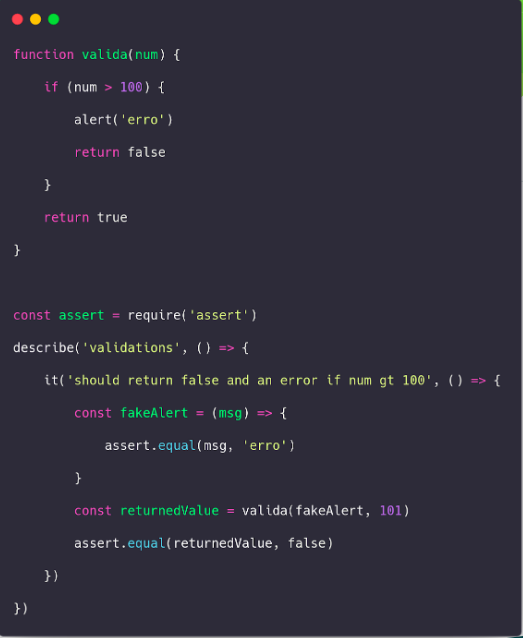 function valida(num) {
    if (num > 100) {
        alert('erro')
        return false
    }
    return true
}
const assert = require('assert')
describe('validations', () => {
    it('should return false and an error if num gt 100', () => {
        const fakeAlert = (msg) => {
            assert.equal(msg, 'erro')
        }
        const returnedValue = valida(fakeAlert, 101)
        assert.equal(returnedValue, false)
    })
})